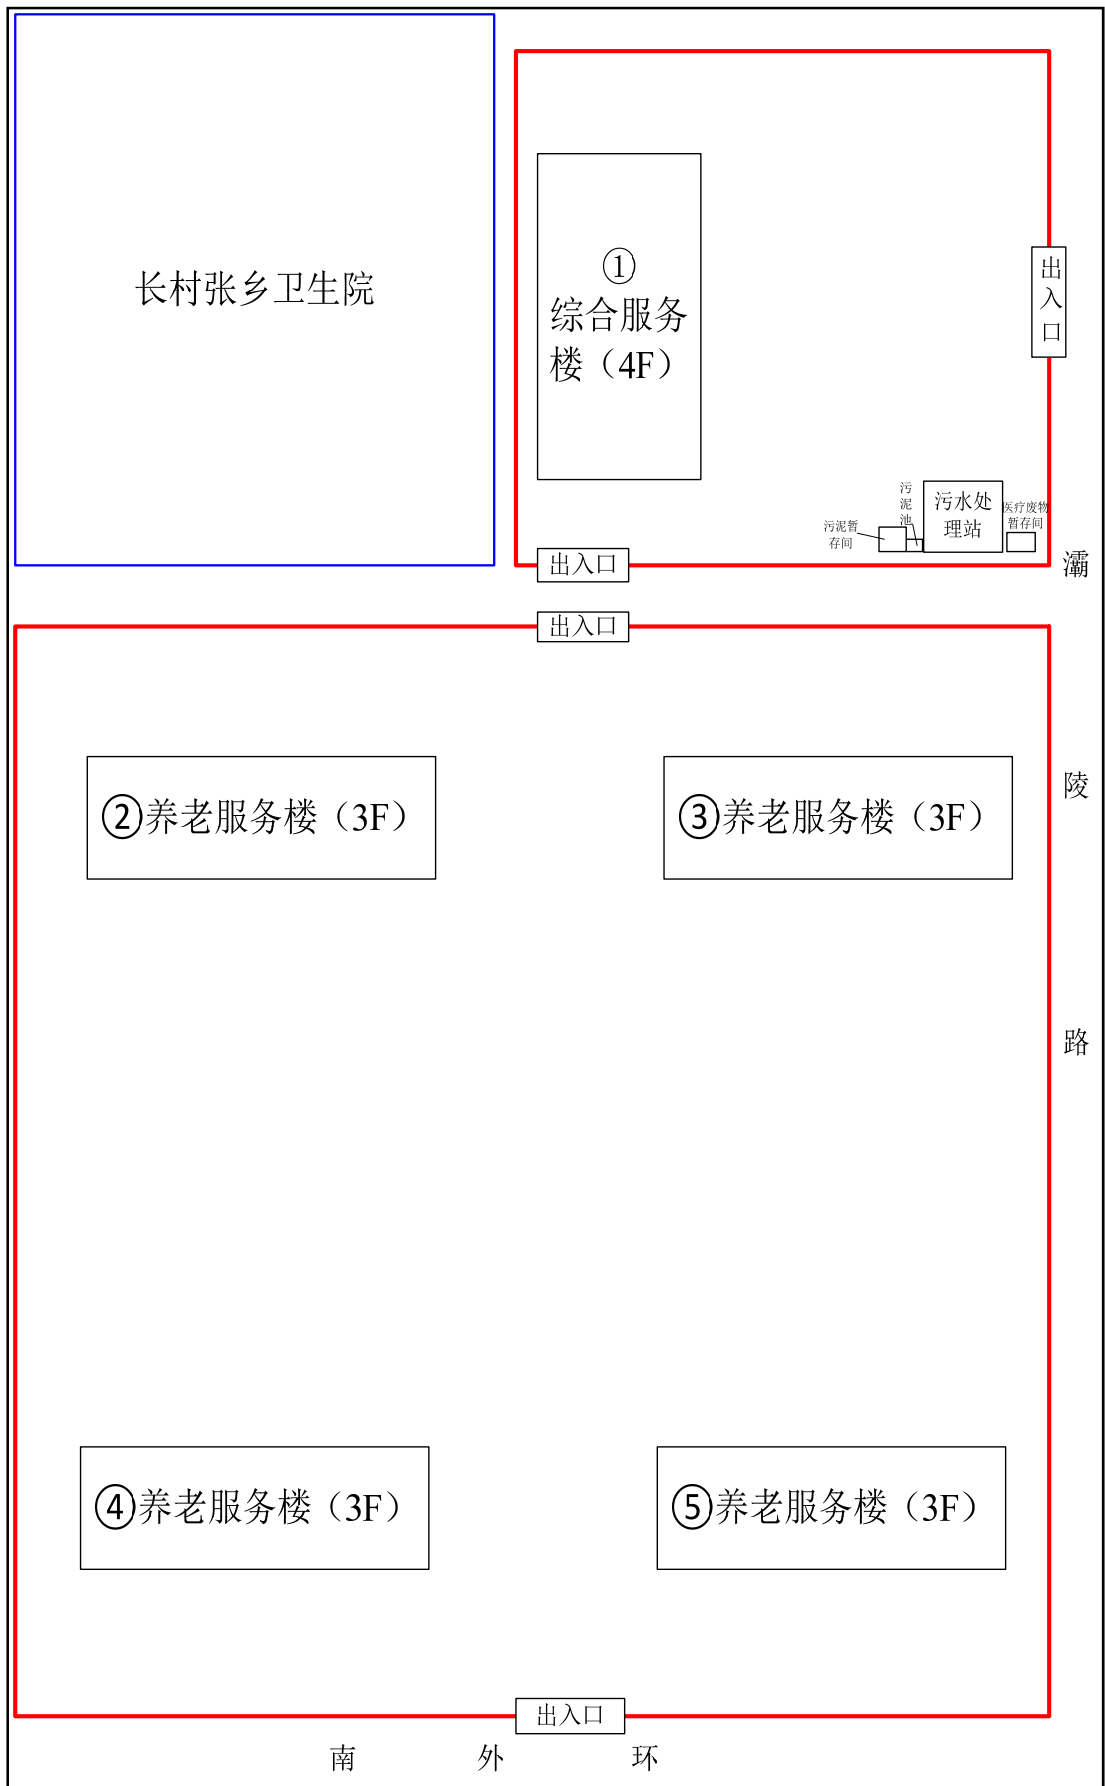 长村张乡卫生院
①
综合服务
楼（4F）
出
入
口
污
泥
池
污水处
理站
医疗废物
暂存间
污泥暂
存间
出入口
灞
出入口
陵
②养老服务楼（3F）
③养老服务楼（3F）
路
④养老服务楼（3F）
⑤养老服务楼（3F）
出入口
南 外 环